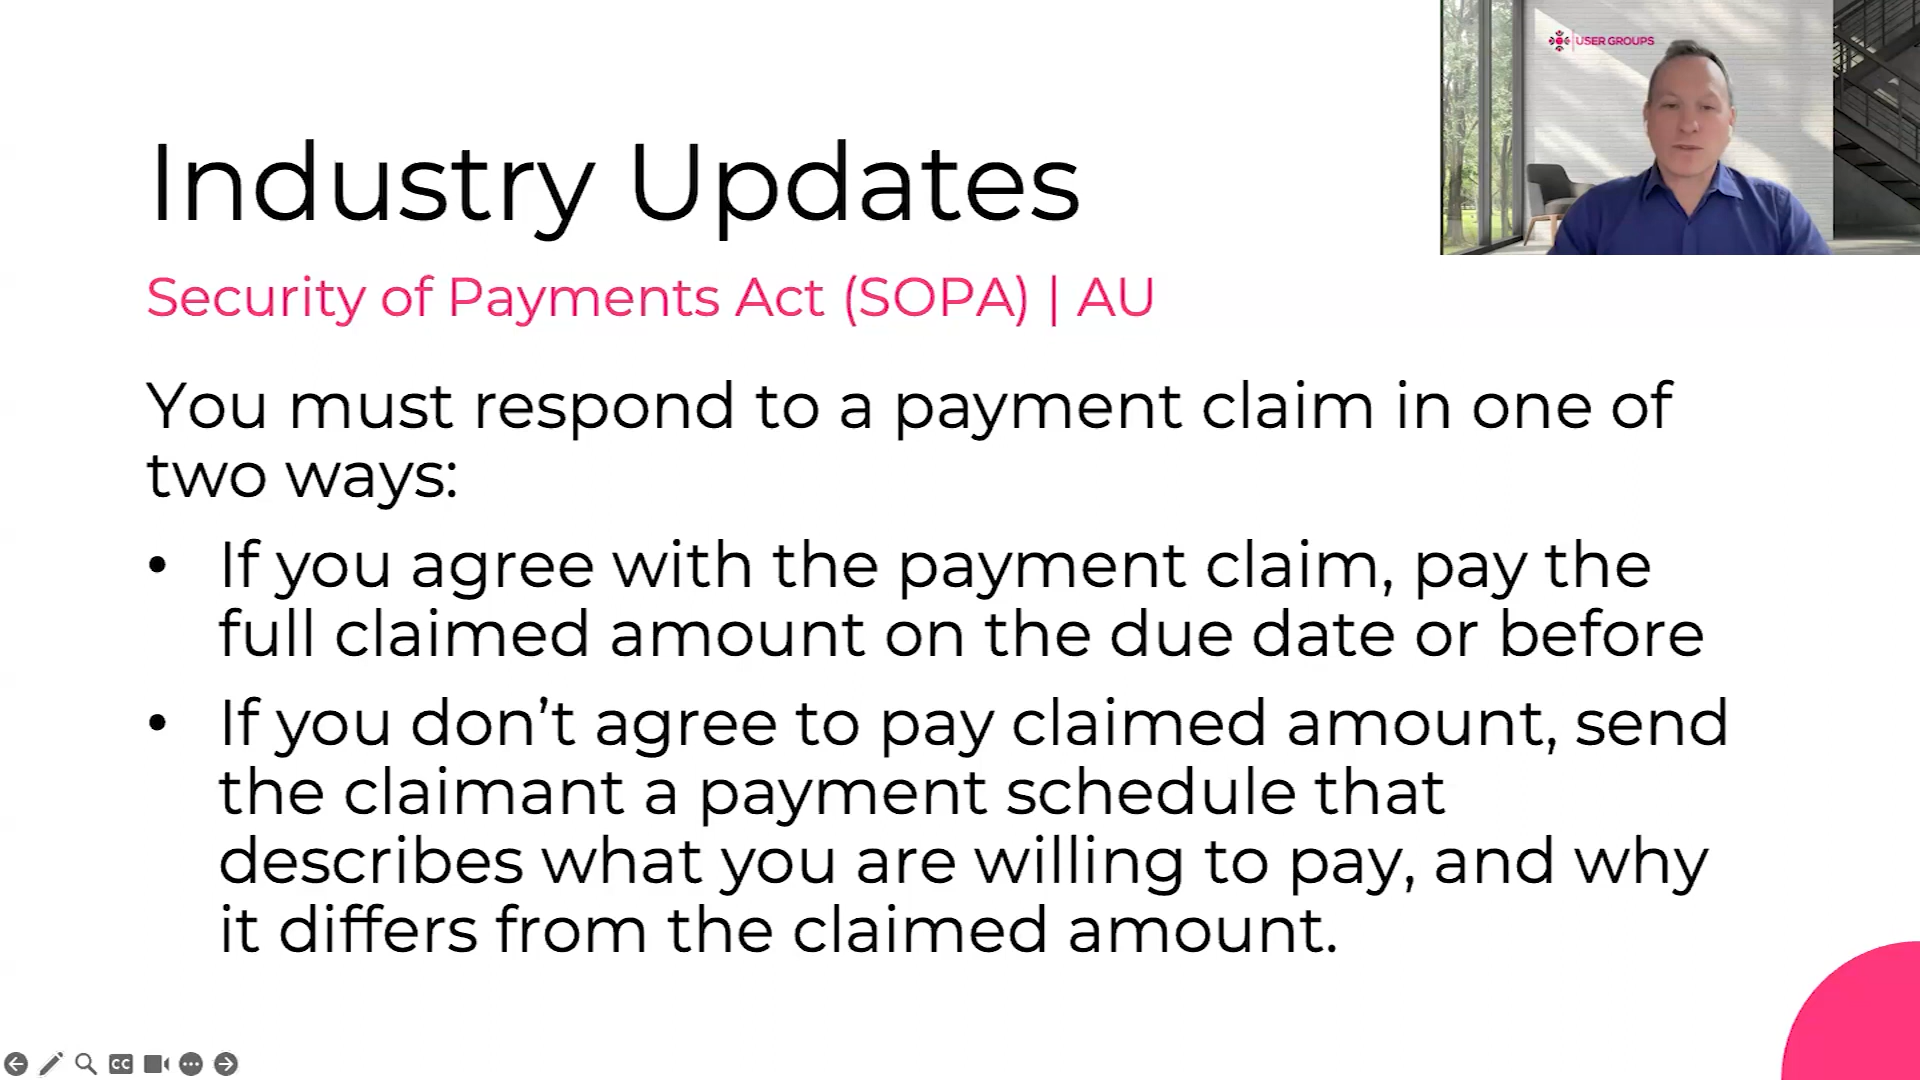 USER GROUPS
Industry Updates
Security of Payments Act (SOPA) | AU
You must respond to a payment claim in one of
two ways:
• If you agree with the payment claim, pay the
full claimed amount on the due date or before
• If you don’t agree to pay claimed amount, send
the claimant a payment schedule that
describes what you are willing to pay, and why
it differs from the claimed amount.
CC